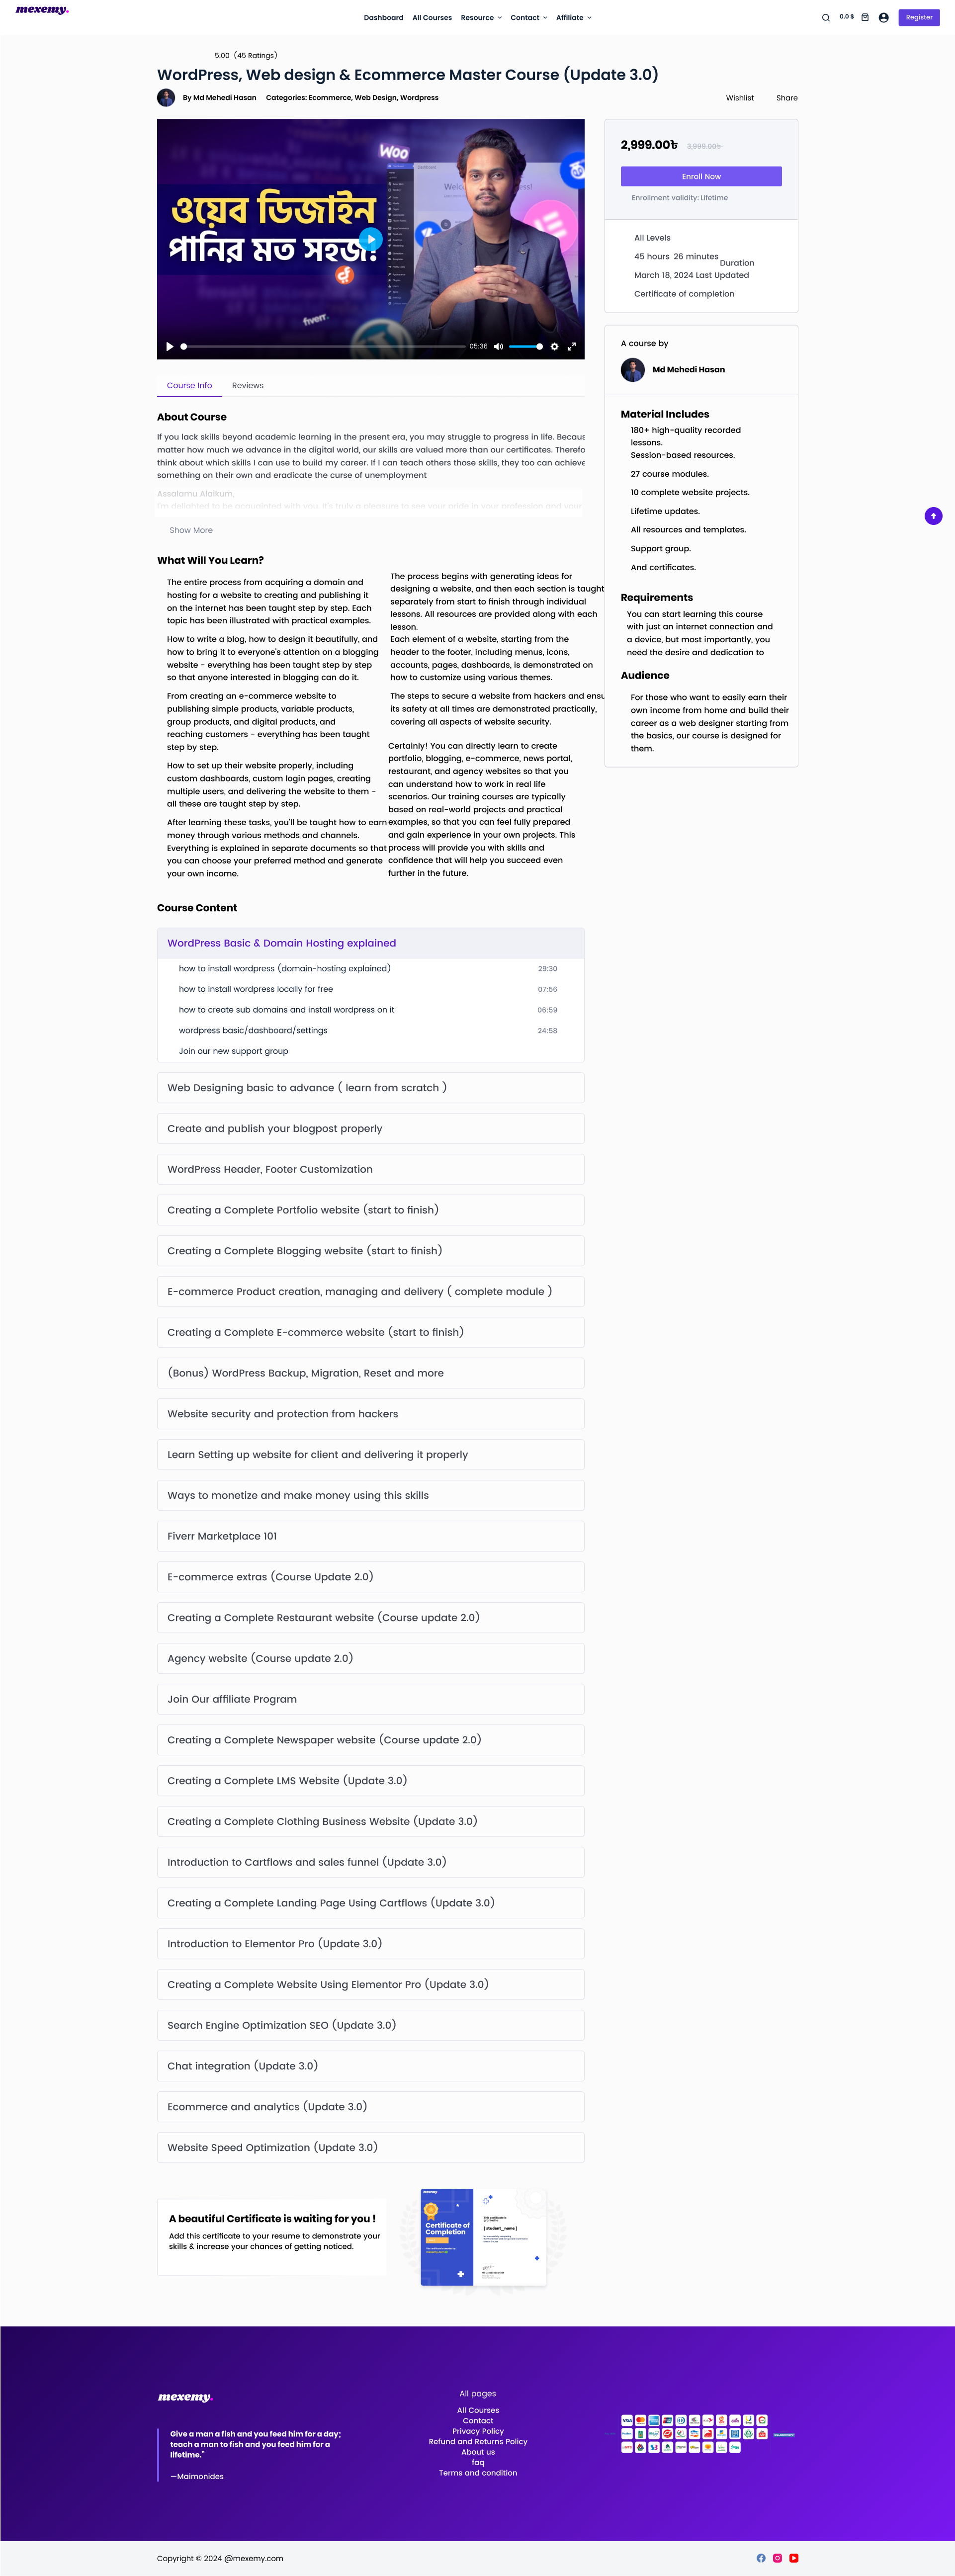 mexemy.
Dashboard All Courses Resource Contact Affiliate
0.0 $
Register
5.00 (45 Ratings)
WordPress, Web design & Ecommerce Master Course (Update 3.0)
By Md Mehedi Hasan Categories: Ecommerce, Web Design, Wordpress
Wishlist Share
Woo
ওয়েব ডিজাইন
পানির মত সহজ!
fiverr.
05:36
2,999.00৳ 3,999.00৳
Enroll Now
Enrollment validity: Lifetime
All Levels
45 hours 26 minutes Duration
March 18, 2024 Last Updated
Certificate of completion
A course by
Md Mehedi Hasan
Course Info Reviews
About Course
If you lack skills beyond academic learning in the present era, you may struggle to progress in life. Becaus
matter how much we advance in the digital world, our skills are valued more than our certificates. Therefo
think about which skills I can use to build my career. If I can teach others those skills, they too can achieve
something on their own and eradicate the curse of unemployment
Assalamu Alaikum,
I'm delighted to be acquainted with you. It's truly a pleasure to see your pride in your profession and your
Show More
Material Includes
180+ high-quality recorded
lessons.
Session-based resources.
27 course modules.
10 complete website projects.
Lifetime updates.
All resources and templates.
Support group.
And certificates.
Requirements
You can start learning this course
with just an internet connection and
a device, but most importantly, you
need the desire and dedication to
Audience
For those who want to easily earn their
own income from home and build their
career as a web designer starting from
the basics, our course is designed for
them.
What Will You Learn?
The entire process from acquiring a domain and
hosting for a website to creating and publishing it
on the internet has been taught step by step. Each
topic has been illustrated with practical examples.
How to write a blog, how to design it beautifully, and
how to bring it to everyone's attention on a blogging
website - everything has been taught step by step
so that anyone interested in blogging can do it.
From creating an e-commerce website to
publishing simple products, variable products,
group products, and digital products, and
reaching customers - everything has been taught
step by step.
How to set up their website properly, including
custom dashboards, custom login pages, creating
multiple users, and delivering the website to them -
all these are taught step by step.
After learning these tasks, you'll be taught how to earn
money through various methods and channels.
Everything is explained in separate documents so that
you can choose your preferred method and generate
your own income.
The process begins with generating ideas for
designing a website, and then each section is taught
separately from start to finish through individual
lessons. All resources are provided along with each
lesson.
Each element of a website, starting from the
header to the footer, including menus, icons,
accounts, pages, dashboards, is demonstrated on
how to customize using various themes.
The steps to secure a website from hackers and ensu
its safety at all times are demonstrated practically,
covering all aspects of website security.
Certainly! You can directly learn to create
portfolio, blogging, e-commerce, news portal,
restaurant, and agency websites so that you
can understand how to work in real life
scenarios. Our training courses are typically
based on real-world projects and practical
examples, so that you can feel fully prepared
and gain experience in your own projects. This
process will provide you with skills and
confidence that will help you succeed even
further in the future.
Course Content
WordPress Basic & Domain Hosting explained
how to install wordpress (domain-hosting explained) 29:30
how to install wordpress locally for free 07:56
how to create sub domains and install wordpress on it 06:59
wordpress basic/dashboard/settings 24:58
Join our new support group
Web Designing basic to advance ( learn from scratch )
Create and publish your blogpost properly
WordPress Header, Footer Customization
Creating a Complete Portfolio website (start to finish)
Creating a Complete Blogging website (start to finish)
E-commerce Product creation, managing and delivery ( complete module )
Creating a Complete E-commerce website (start to finish)
(Bonus) WordPress Backup, Migration, Reset and more
Website security and protection from hackers
Learn Setting up website for client and delivering it properly
Ways to monetize and make money using this skills
Fiverr Marketplace 101
E-commerce extras (Course Update 2.0)
Creating a Complete Restaurant website (Course update 2.0)
Agency website (Course update 2.0)
Join Our affiliate Program
Creating a Complete Newspaper website (Course update 2.0)
Creating a Complete LMS Website (Update 3.0)
Creating a Complete Clothing Business Website (Update 3.0)
Introduction to Cartflows and sales funnel (Update 3.0)
Creating a Complete Landing Page Using Cartflows (Update 3.0)
Introduction to Elementor Pro (Update 3.0)
Creating a Complete Website Using Elementor Pro (Update 3.0)
Search Engine Optimization SEO (Update 3.0)
Chat integration (Update 3.0)
Ecommerce and analytics (Update 3.0)
Website Speed Optimization (Update 3.0)
A beautiful Certificate is waiting for you !
Add this certificate to your resume to demonstrate your
skills & increase your chances of getting noticed.
Certificate of
Completion
[ student_name ]
mexemy.
Give a man a fish and you feed him for a day;
teach a man to fish and you feed him for a
lifetime."
—Maimonides
All pages
All Courses
Contact
Privacy Policy
Refund and Returns Policy
About us
faq
Terms and condition
VISA
Copyright © 2024 @mexemy.com